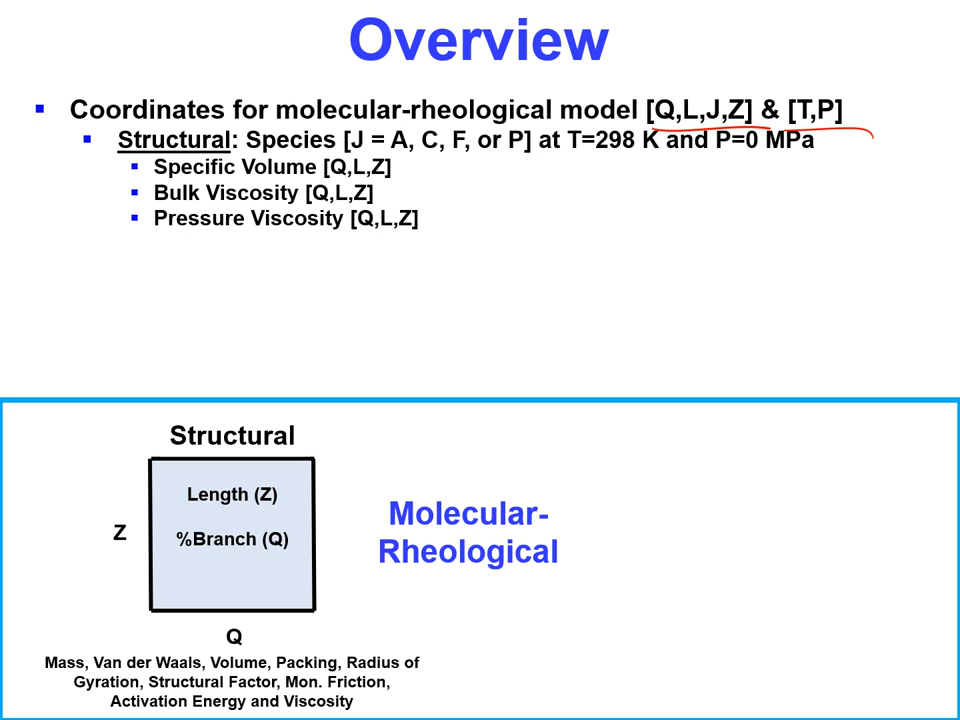 Overview
Coordinates for molecular-rheological model [Q,L,J,Z] & [T,P]
Structural: Species [J = A, C, F, or P] at T=298 K and P=0 MPa
Specific Volume [Q,L,Z]
Bulk Viscosity [Q,L,Z]
Pressure Viscosity [Q,L,Z]
Structural
Length (Z)
Z
%Branch (Q)
Molecular-
Rheological
Q
Mass, Van der Waals, Volume, Packing, Radius of
Gyration, Structural Factor, Mon. Friction,
Activation Energy and Viscosity